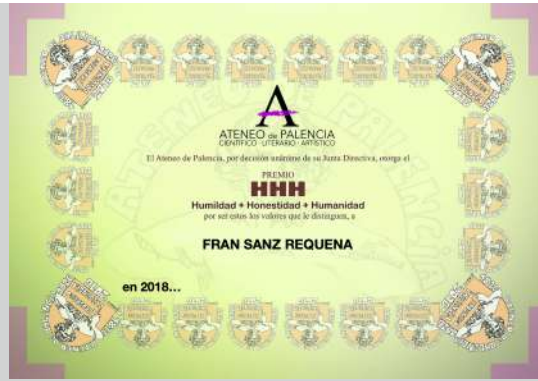 A
ATENEO de PALENCIA
CIENTÍFICO · LITERARIO · ARTÍSTICO
El Ateneo de Palencia, por decisión unánime de su Junta Directiva, otorga el
PREMIO
HHH
Humildad + Honestidad + Humanidad
por ser estos los valores que le distinguen, a
FRAN SANZ REQUENA
en 2018...